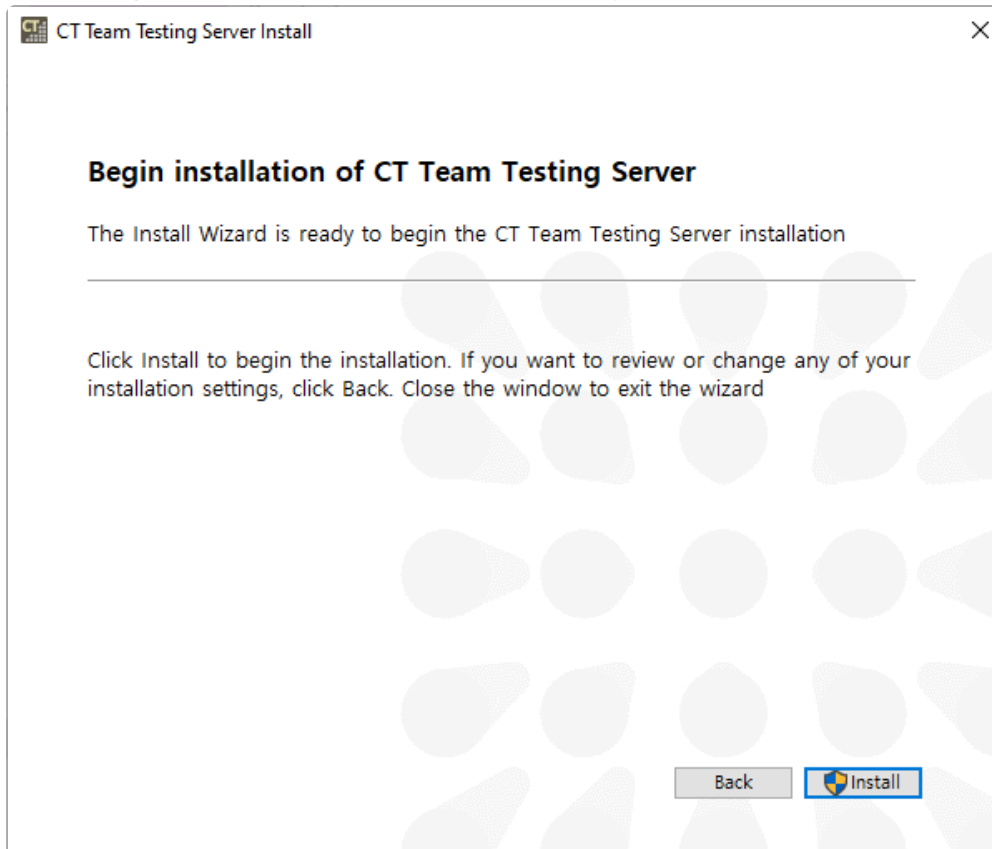 CT
CT Team Testing Server Install
Begin installation of CT Team Testing Server
The Install Wizard is ready to begin the CT Team Testing Server installation
Click Install to begin the installation. If you want to review or change any of your
installation settings, click Back. Close the window to exit the wizard
Back
Install